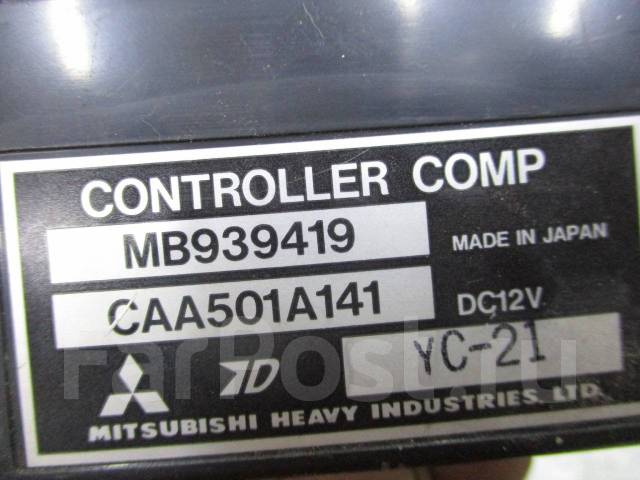 CONTROLLER COMP
MB939419
MADE IN JAPAN
CAA501A141
DC12V
YC-21
MITSUBISHI HEAVY INDUSTRIES, LTD.
FarPost.ru